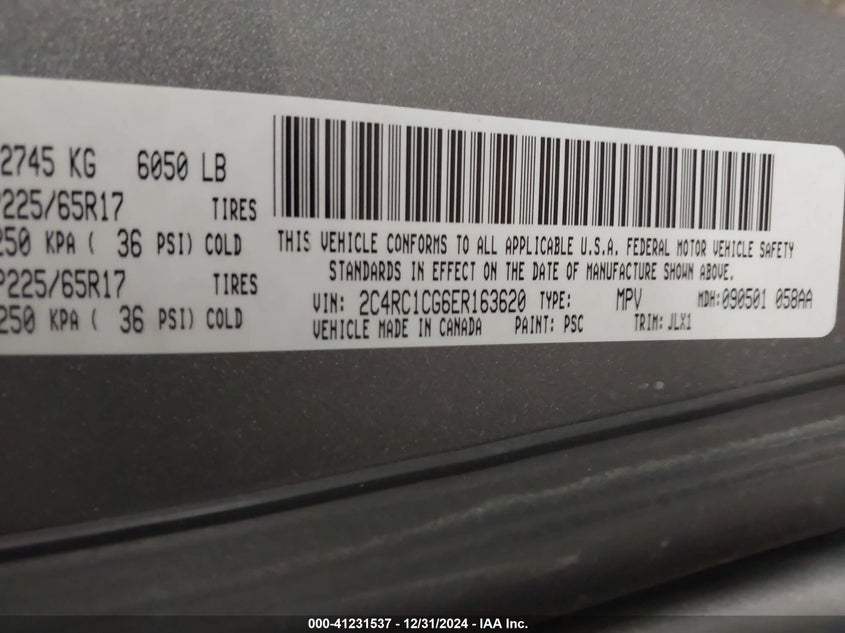 2745 KG 6050 LB
P225/65R17 TIRES
250 KPA ( 36 PSI) COLD
P225/65R17 TIRES
250 KPA ( 36 PSI) COLD
THIS VEHICLE CONFORMS TO ALL APPLICABLE U.S.A. FEDERAL MOTOR VEHICLE SAFETY
STANDARDS IN EFFECT ON THE DATE OF MANUFACTURE SHOWN ABOVE.
VIN: 2C4RC1CG6ER163620 TYPE: MPV MDH: 090501 058AA
VEHICLE MADE IN CANADA PAINT: PSC TRIM: JLX1
000-41231537 - 12/31/2024 - IAA Inc.